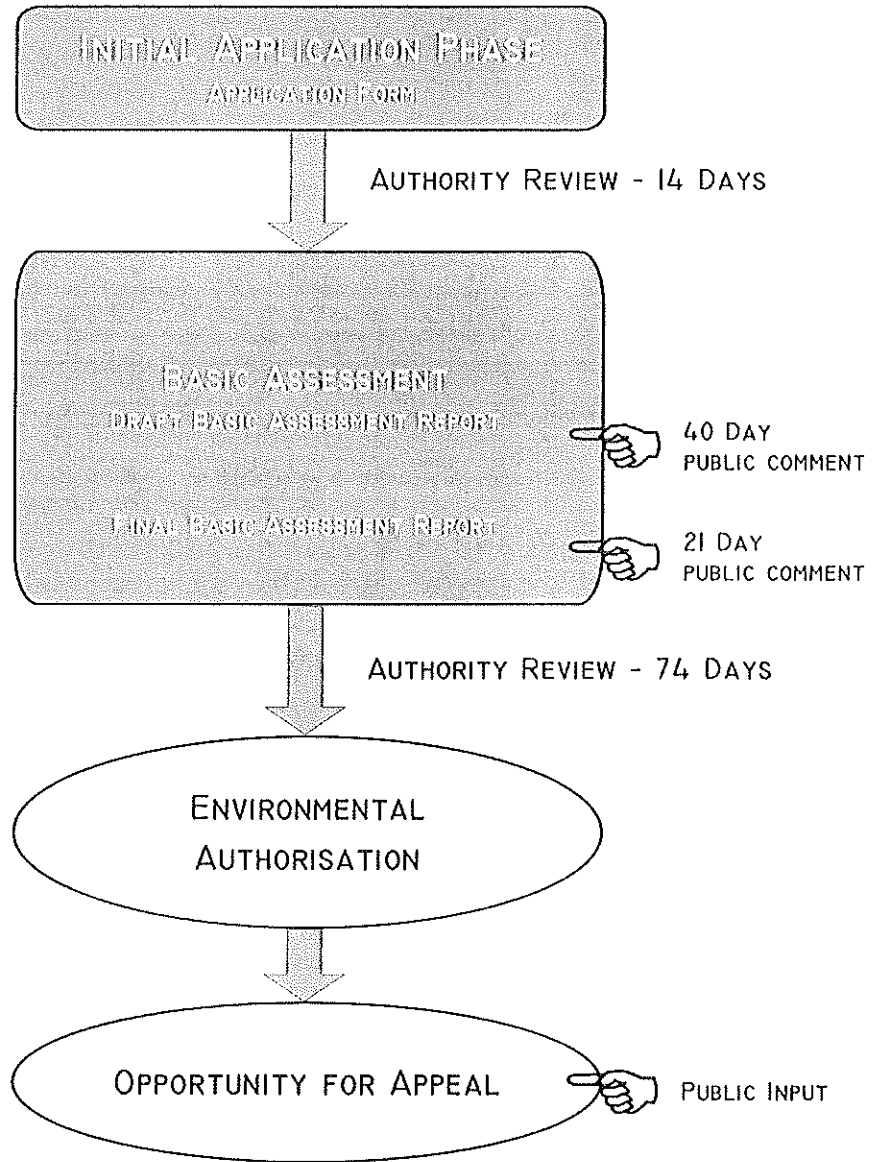 INITIAL APPLICATION PHASE
APPLICATION FORM
AUTHORITY REVIEW - 14 DAYS
BASIC ASSESSMENT
DRAFT BASIC ASSESSMENT REPORT
40 DAY
PUBLIC COMMENT
FINAL BASIC ASSESSMENT REPORT
21 DAY
PUBLIC COMMENT
AUTHORITY REVIEW - 74 DAYS
ENVIRONMENTAL
AUTHORISATION
OPPORTUNITY FOR APPEAL
PUBLIC INPUT